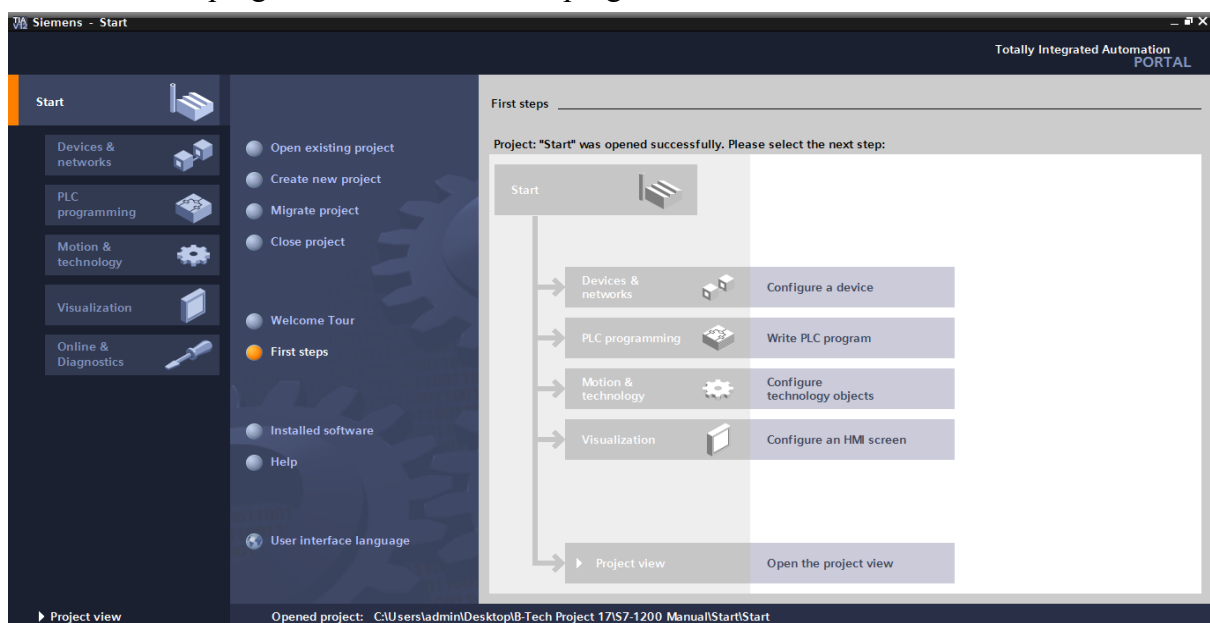 Siemens - Start
Totally Integrated Automation
PORTAL
Start
Devices &
networks
PLC
programming
Motion &
technology
Visualization
Online &
Diagnostics
Open existing project
Create new project
Migrate project
Close project
Welcome Tour
First steps
Installed software
Help
User interface language
First steps
Project: "Start" was opened successfully. Please select the next step:
Start
Devices &
networks
Configure a device
PLC programming
Write PLC program
Motion &
technology
Configure
technology objects
Visualization
Configure an HMI screen
Project view
Open the project view
Project view
Opened project: C:\Users\admin\Desktop\B-Tech Project 17\S7-1200 Manual\Start\Start